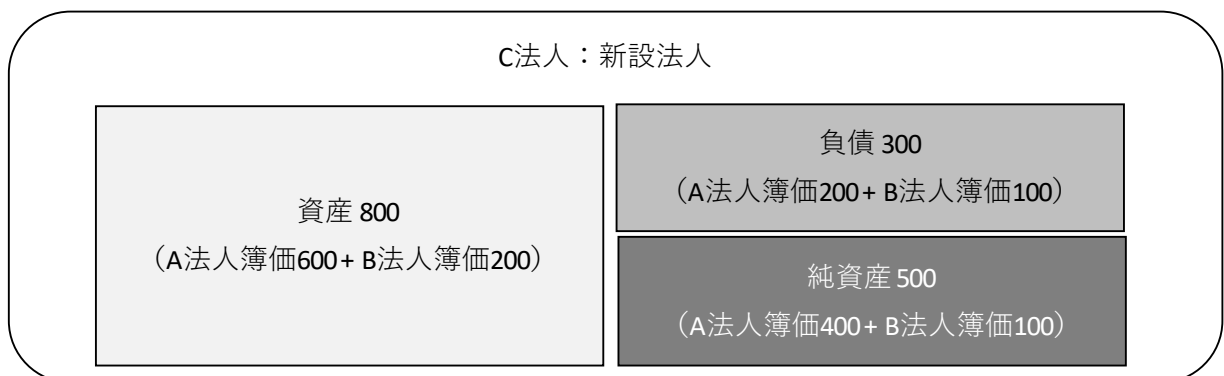 C法人：新設法人
資産 800
（A法人簿価600+ B法人簿価200）
負債 300
（A法人簿価200+ B法人簿価100）
純資産 500
（A法人簿価400+ B法人簿価100）